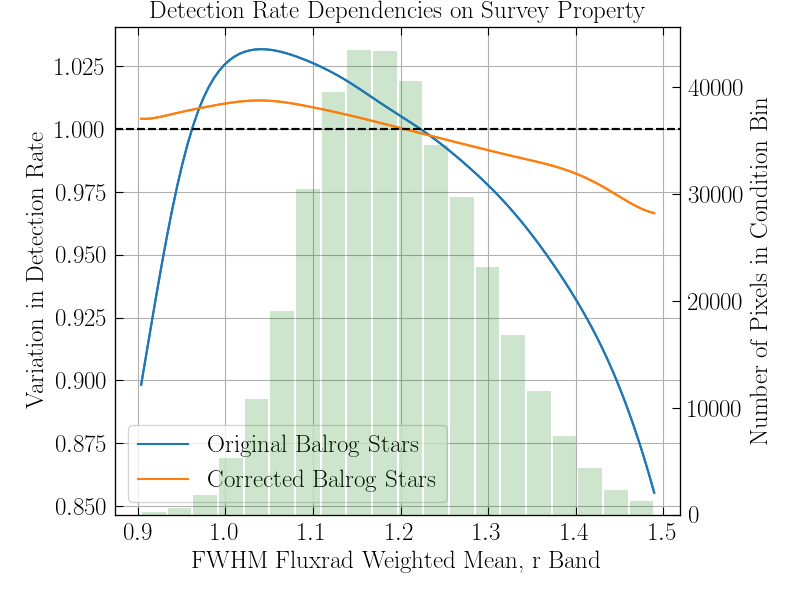 Detection Rate Dependencies on Survey Property
Variation in Detection Rate
1.025
1.000
0.975
0.950
0.925
0.900
0.875
0.850
40000
30000
20000
10000
0
Number of Pixels in Condition Bin
Original Balrog Stars
Corrected Balrog Stars
0.9 1.0 1.1 1.2 1.3 1.4 1.5
FWHM Fluxrad Weighted Mean, r Band